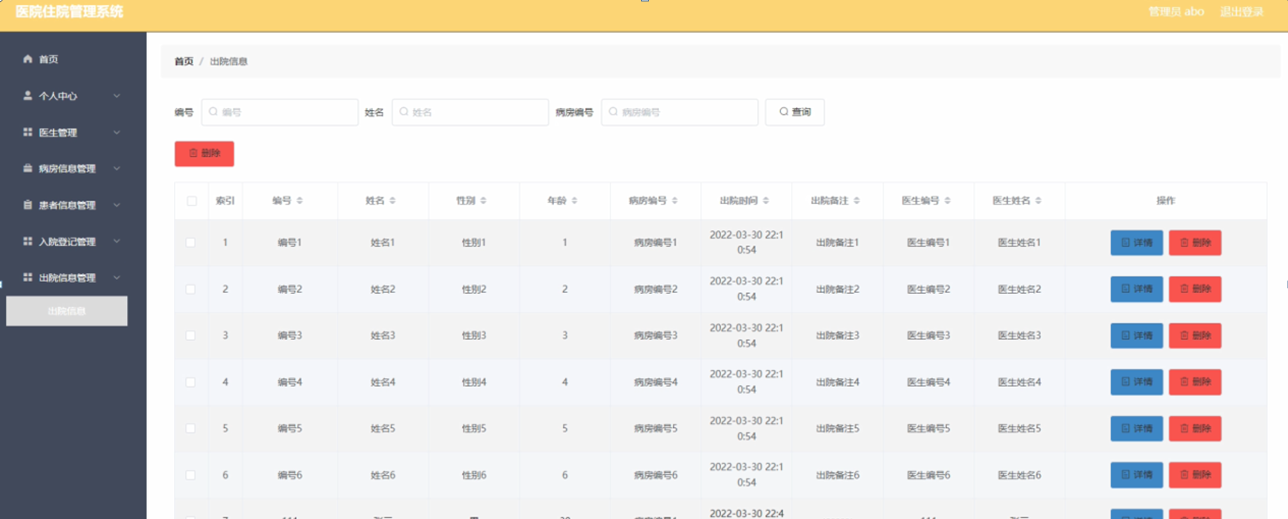 医院住院管理系统
管理员 abo 退出登录
首页
个人中心
医生管理
病房信息管理
患者信息管理
入院登记管理
出院信息管理
出院信息
首页 / 出院信息
编号 编号 姓名 姓名 病房编号 病房编号 查询
删除
索引 编号 姓名 性别 年龄 病房编号 出院时间 出院备注 医生编号 医生姓名 操作
1 编号1 姓名1 性别1 1 病房编号1 2022-03-30 22:1 出院备注1 医生编号1 医生姓名1 详情 删除
0:54
2 编号2 姓名2 性别2 2 病房编号2 2022-03-30 22:1 出院备注2 医生编号2 医生姓名2 详情 删除
0:54
3 编号3 姓名3 性别3 3 病房编号3 2022-03-30 22:1 出院备注3 医生编号3 医生姓名3 详情 删除
0:54
4 编号4 姓名4 性别4 4 病房编号4 2022-03-30 22:1 出院备注4 医生编号4 医生姓名4 详情 删除
0:54
5 编号5 姓名5 性别5 5 病房编号5 2022-03-30 22:1 出院备注5 医生编号5 医生姓名5 详情 删除
0:54
6 编号6 姓名6 性别6 6 病房编号6 2022-03-30 22:1 出院备注6 医生编号6 医生姓名6 详情 删除
0:54
2022-03-30 22:4